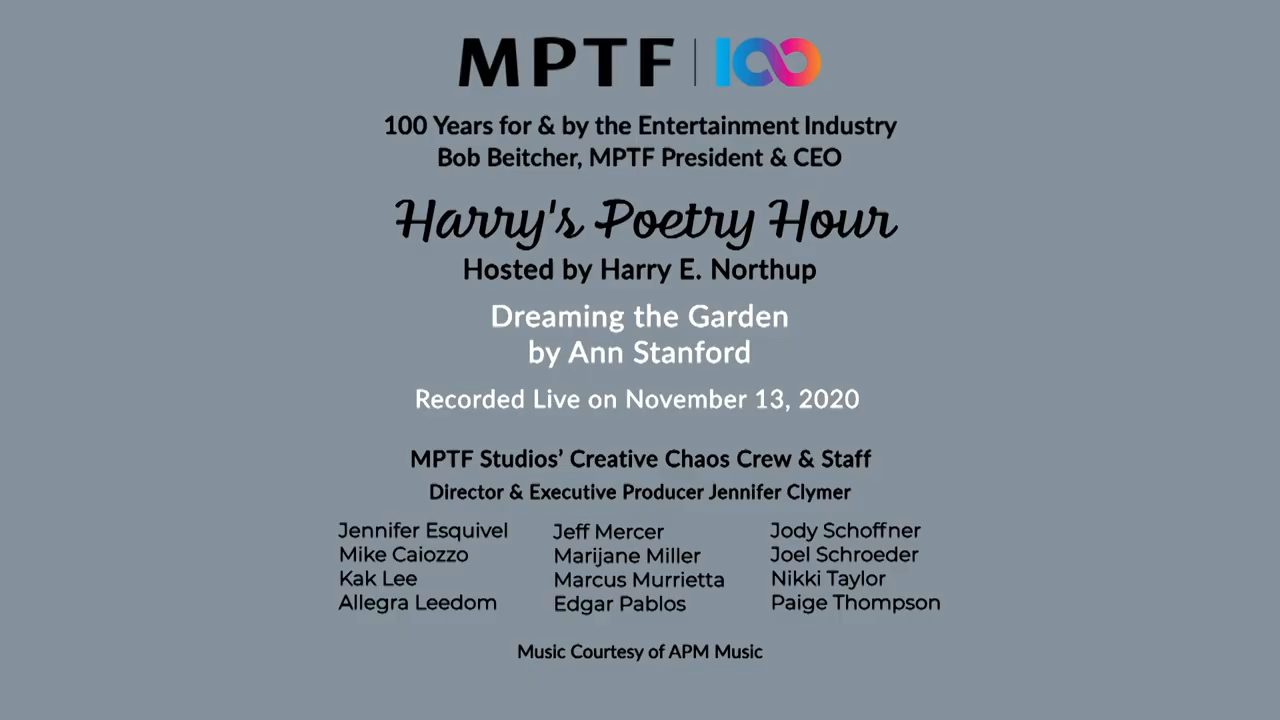 MPTF | 100
100 Years for & by the Entertainment Industry
Bob Beitcher, MPTF President & CEO
Harry's Poetry Hour
Hosted by Harry E. Northup
Dreaming the Garden
by Ann Stanford
Recorded Live on November 13, 2020
MPTF Studios’ Creative Chaos Crew & Staff
Director & Executive Producer Jennifer Clymer
Jennifer Esquivel
Mike Caiozzo
Kak Lee
Allegra Leedom
Jeff Mercer
Marijane Miller
Marcus Murrietta
Edgar Pablos
Jody Schoffner
Joel Schroeder
Nikki Taylor
Paige Thompson
Music Courtesy of APM Music